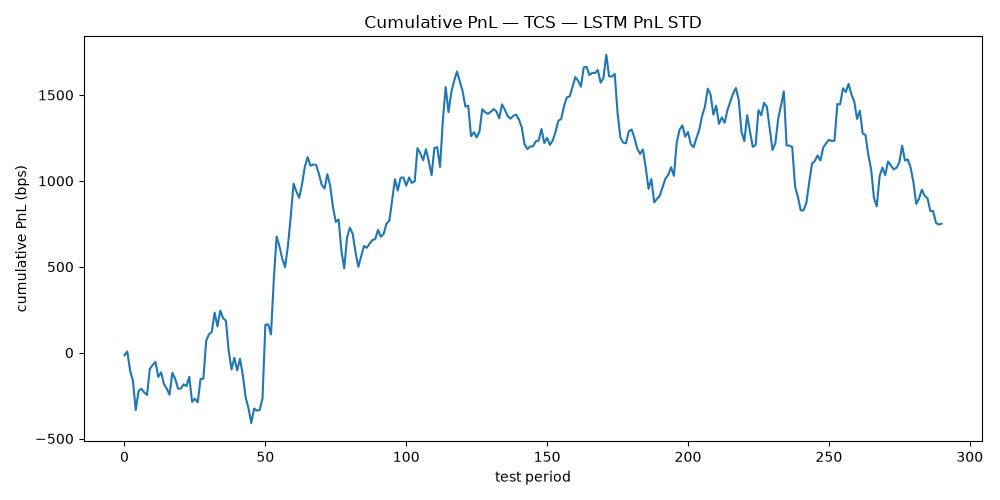 Cumulative PnL — TCS — LSTM PnL STD
cumulative PnL (bps)
1500
1000
500
0
−500
0 50 100 150 200 250 300
test period